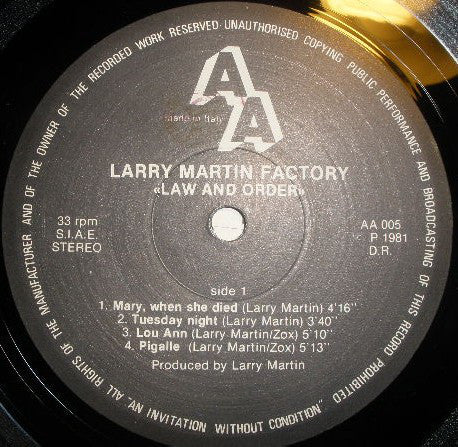 ALL RIGHTS OF THE MANUFACTURER AND OF THE OWNER OF THE RECORDED WORK RESERVED·UNAUTHORISED COPYING PUBLIC PERFORMANCE AND BROADCASTING OF THIS RECORD PROHIBITED
A
A
made in Italy
LARRY MARTIN FACTORY
«LAW AND ORDER»
33 rpm
S.I.A.E.
STEREO
AA 005
P 1981
D.R.
side 1
1. Mary, when she died (Larry Martin) 4'16''
2. Tuesday night (Larry Martin) 3'40''
3. Lou Ann (Larry Martin/Zox) 5'10''
4. Pigalle (Larry Martin/Zox) 5'13''
Produced by Larry Martin
"AN INVITATION WITHOUT CONDITION"